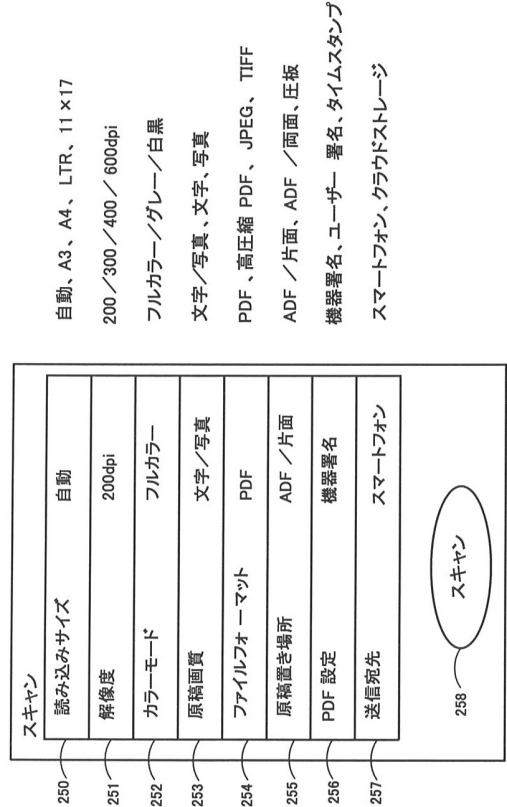 スキャン
250 読み込みサイズ 自動 自動、A3、A4、LTR、11×17
251 解像度 200dpi 200／300／400／600dpi
252 カラーモード フルカラー フルカラー／グレー／白黒
253 原稿画質 文字／写真 文字／写真、文字、写真
254 ファイルフォーマット PDF PDF、高圧縮 PDF、JPEG、TIFF
255 原稿置き場所 ADF／片面 ADF／片面、ADF／両面、圧板
256 PDF 設定 機器署名 機器署名、ユーザー 署名、タイムスタンプ
257 送信宛先 スマートフォン スマートフォン、クラウドストレージ
258 スキャン